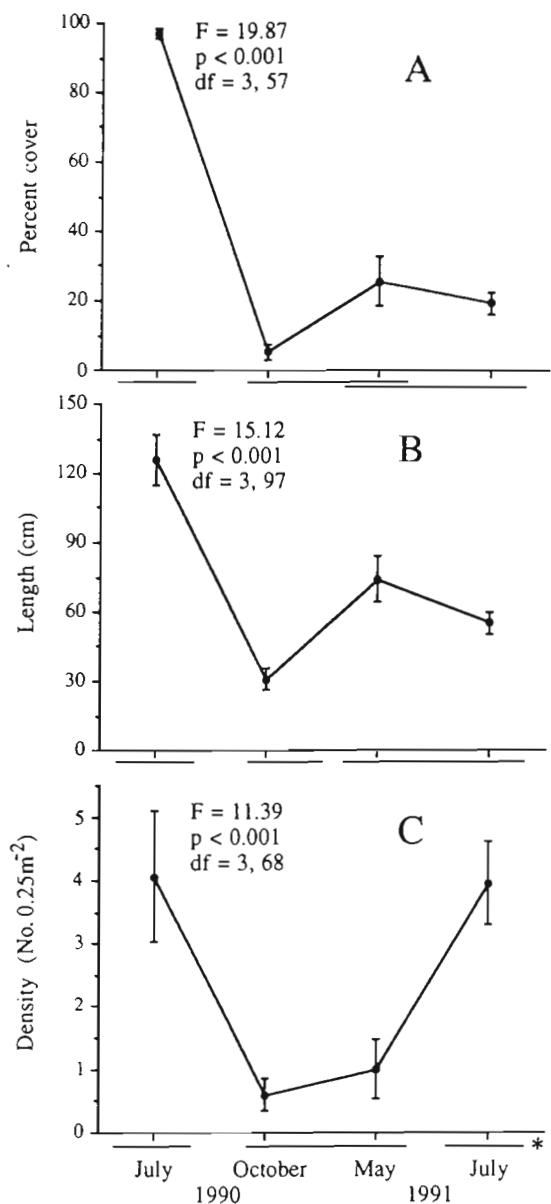 100
80
60
40
20
0
Percent cover
F = 19.87
p < 0.001
df = 3, 57
A
150
120
90
60
30
0
Length (cm)
F = 15.12
p < 0.001
df = 3, 97
B
5
4
3
2
1
0
Density (No. 0.25m⁻²)
F = 11.39
p < 0.001
df = 3, 68
C
*
July October May July
1990 1991